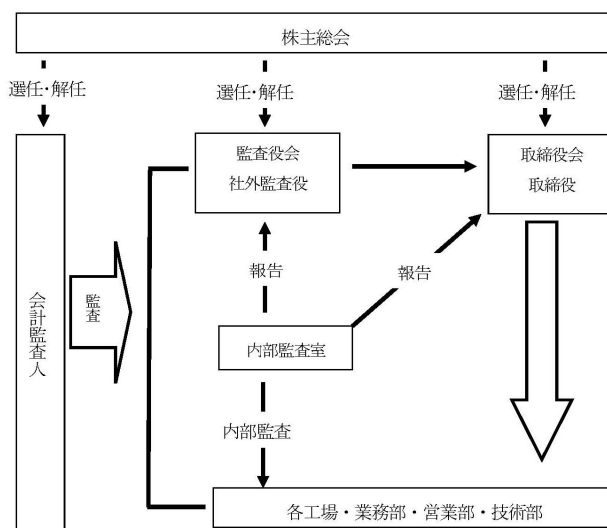 株主総会
選任・解任
選任・解任
選任・解任
監査役会
社外監査役
取締役会
取締役
報告
報告
監査
会計監査人
内部監査室
内部監査
各工場・業務部・営業部・技術部